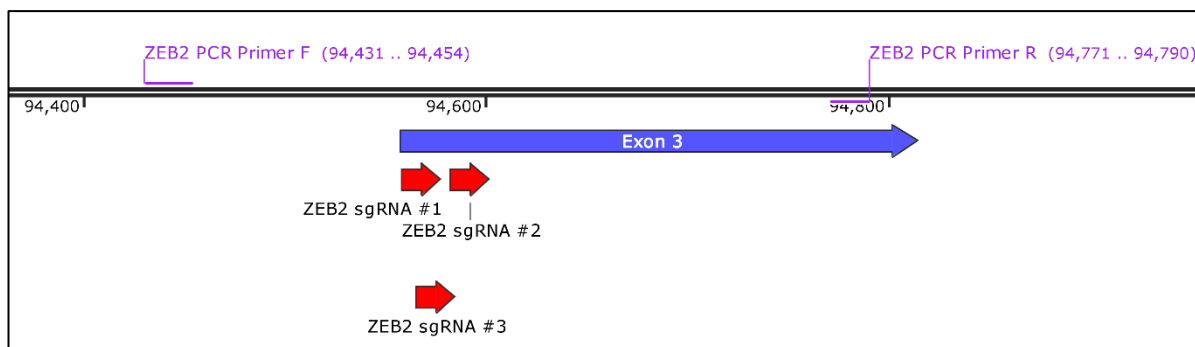 ZEB2 PCR Primer F (94,431 .. 94,454)
ZEB2 PCR Primer R (94,771 .. 94,790)
94,400
94,600
94,800
Exon 3
ZEB2 sgRNA #1
ZEB2 sgRNA #2
ZEB2 sgRNA #3